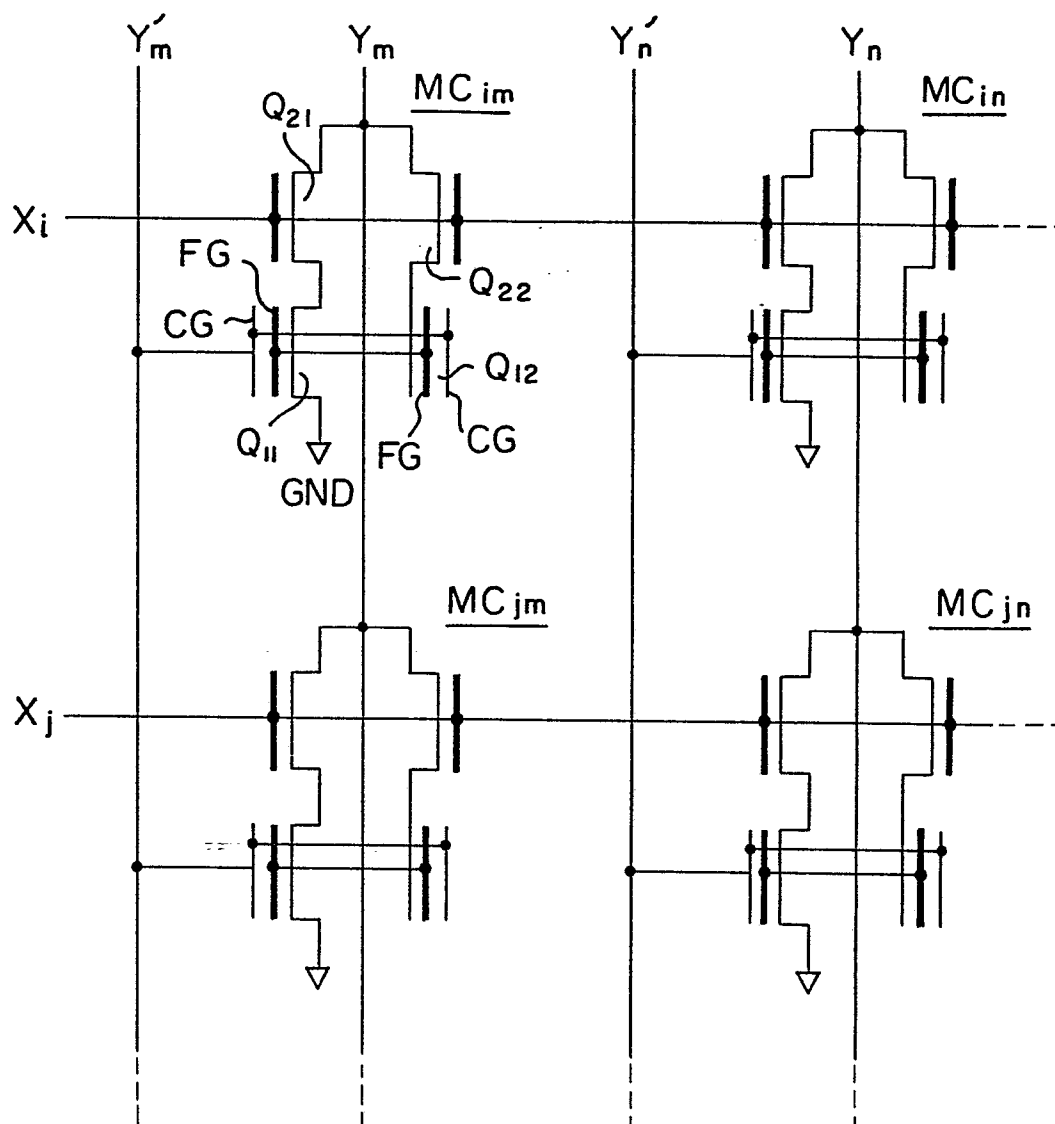 Y'm Ym Y'n Yn
MCim MCin
Q21
Xi
FG
Q22
CG
Q12
Q11
FG CG
GND
MCjm MCjn
Xj